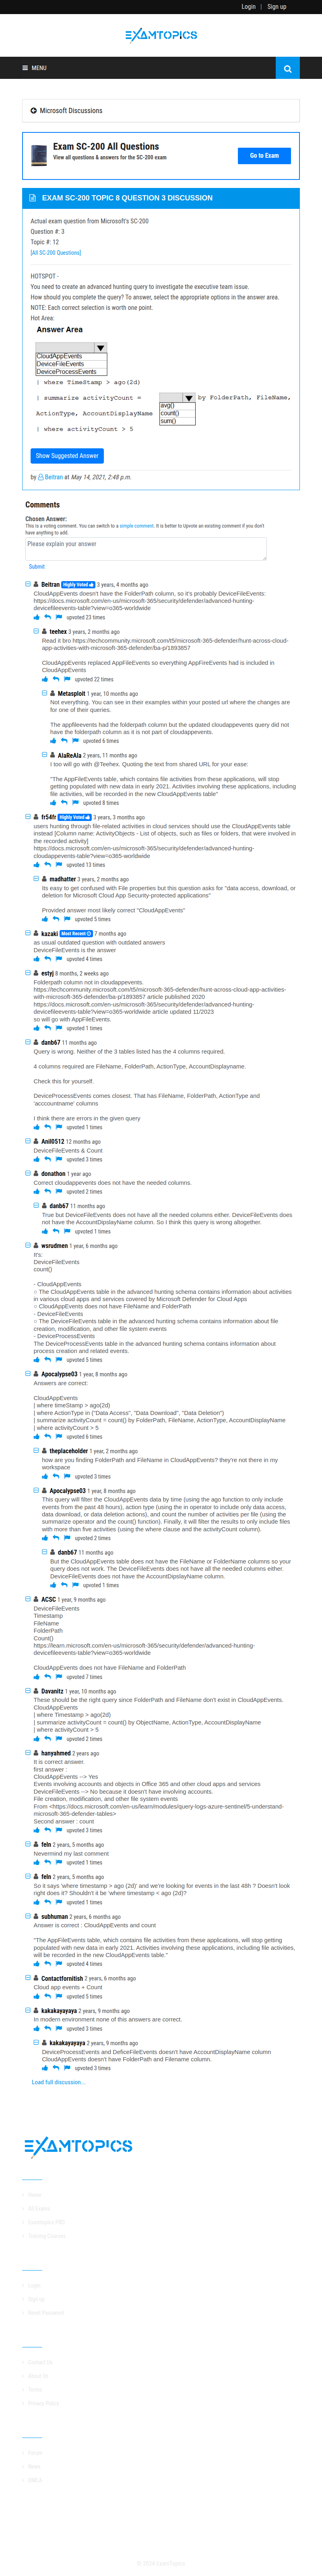 Login | Sign up
EXAMTOPICS
MENU
Microsoft Discussions
Exam SC-200 All Questions
View all questions & answers for the SC-200 exam
Go to Exam
EXAM SC-200 TOPIC 8 QUESTION 3 DISCUSSION
Actual exam question from Microsoft's SC-200
Question #: 3
Topic #: 12
[All SC-200 Questions]
HOTSPOT -
You need to create an advanced hunting query to investigate the executive team issue.
How should you complete the query? To answer, select the appropriate options in the answer area.
NOTE: Each correct selection is worth one point.
Hot Area:
Answer Area
CloudAppEvents
DeviceFileEvents
DeviceProcessEvents
| where TimeStamp > ago(2d)
| summarize activityCount = by FolderPath, FileName,
avg()
count()
sum()
ActionType, AccountDisplayName
| where activityCount > 5
Show Suggested Answer
by Beitran at May 14, 2021, 2:48 p.m.
Comments
Chosen Answer:
This is a voting comment. You can switch to a simple comment. It is better to Upvote an existing comment if you don't
have anything to add.
Please explain your answer
Submit
Beitran Highly Voted 3 years, 4 months ago
CloudAppEvents doesn't have the FolderPath column, so it's probably DeviceFileEvents:
https://docs.microsoft.com/en-us/microsoft-365/security/defender/advanced-hunting-
devicefileevents-table?view=o365-worldwide
upvoted 23 times
teehex 3 years, 2 months ago
Read it bro https://techcommunity.microsoft.com/t5/microsoft-365-defender/hunt-across-cloud-
app-activities-with-microsoft-365-defender/ba-p/1893857
CloudAppEvents replaced AppFileEvents so everything AppFireEvents had is included in
CloudAppEvents
upvoted 22 times
Metasploit 1 year, 10 months ago
Not everything. You can see in their examples within your post url where the changes are
for one of their queries.
The appfileevents had the folderpath column but the updated cloudappevents query did not
have the folderpath column as it is not part of cloudappevents.
upvoted 6 times
AlaReAla 2 years, 11 months ago
I too will go with @TeeHex. Quoting the text from shared URL for your ease:
"The AppFileEvents table, which contains file activities from these applications, will stop
getting populated with new data in early 2021. Activities involving these applications, including
file activities, will be recorded in the new CloudAppEvents table"
upvoted 8 times
fr54fr Highly Voted 3 years, 3 months ago
users hunting through file-related activities in cloud services should use the CloudAppEvents table
instead [Column name: ActivityObjects - List of objects, such as files or folders, that were involved in
the recorded activity]
https://docs.microsoft.com/en-us/microsoft-365/security/defender/advanced-hunting-
cloudappevents-table?view=o365-worldwide
upvoted 13 times
madhatter 3 years, 2 months ago
Its easy to get confused with File properties but this question asks for "data access, download, or
deletion for Microsoft Cloud App Security-protected applications"
Provided answer most likely correct "CloudAppEvents"
upvoted 5 times
kazaki Most Recent 7 months ago
as usual outdated question with outdated answers
DeviceFileEvents is the answer
upvoted 4 times
estyj 8 months, 2 weeks ago
Folderpath column not in cloudappevents.
https://techcommunity.microsoft.com/t5/microsoft-365-defender/hunt-across-cloud-app-activities-
with-microsoft-365-defender/ba-p/1893857 article published 2020
https://docs.microsoft.com/en-us/microsoft-365/security/defender/advanced-hunting-
devicefileevents-table?view=o365-worldwide article updated 11/2023
so will go with AppFileEvents.
upvoted 1 times
danb67 11 months ago
Query is wrong. Neither of the 3 tables listed has the 4 columns required.
4 columns required are FileName, FolderPath, ActionType, AccountDisplayname.
Check this for yourself.
DeviceProcessEvents comes closest. That has FileName, FolderPath, ActionType and
'acccountname' columns
I think there are errors in the given query
upvoted 1 times
Anil0512 12 months ago
DeviceFileEvents & Count
upvoted 3 times
donathon 1 year ago
Correct cloudappevents does not have the needed columns.
upvoted 2 times
danb67 11 months ago
True but DeviceFileEvents does not have all the needed columns either. DeviceFileEvents does
not have the AccountDipslayName column. So I think this query is wrong altogether.
upvoted 1 times
wsrudmen 1 year, 6 months ago
It's:
DeviceFileEvents
count()
- CloudAppEvents
○ The CloudAppEvents table in the advanced hunting schema contains information about activities
in various cloud apps and services covered by Microsoft Defender for Cloud Apps
○ CloudAppEvents does not have FileName and FolderPath
- DeviceFileEvents
○ The DeviceFileEvents table in the advanced hunting schema contains information about file
creation, modification, and other file system events
- DeviceProcessEvents
The DeviceProcessEvents table in the advanced hunting schema contains information about
process creation and related events.
upvoted 5 times
Apocalypse03 1 year, 8 months ago
Answers are correct:
CloudAppEvents
| where timeStamp > ago(2d)
| where ActionType in ("Data Access", "Data Download", "Data Deletion")
| summarize activityCount = count() by FolderPath, FileName, ActionType, AccountDisplayName
| where activityCount > 5
upvoted 6 times
theplaceholder 1 year, 2 months ago
how are you finding FolderPath and FileName in CloudAppEvents? they're not there in my
workspace
upvoted 3 times
Apocalypse03 1 year, 8 months ago
This query will filter the CloudAppEvents data by time (using the ago function to only include
events from the past 48 hours), action type (using the in operator to include only data access,
data download, or data deletion actions), and count the number of activities per file (using the
summarize operator and the count() function). Finally, it will filter the results to only include files
with more than five activities (using the where clause and the activityCount column).
upvoted 2 times
danb67 11 months ago
But the CloudAppEvents table does not have the FileName or FolderName columns so your
query does not work. The DeviceFileEvents does not have all the needed columns either.
DeviceFileEvents does not have the AccountDipslayName column.
upvoted 1 times
ACSC 1 year, 9 months ago
DeviceFileEvents
Timestamp
FileName
FolderPath
Count()
https://learn.microsoft.com/en-us/microsoft-365/security/defender/advanced-hunting-
devicefileevents-table?view=o365-worldwide
CloudAppEvents does not have FileName and FolderPath
upvoted 7 times
Davanitz 1 year, 10 months ago
These should be the right query since FolderPath and FileName don't exist in CloudAppEvents.
CloudAppEvents
| where Timestamp > ago(2d)
| summarize activityCount = count() by ObjectName, ActionType, AccountDisplayName
| where activityCount > 5
upvoted 2 times
hanyahmed 2 years ago
It is correct answer.
first answer :
CloudAppEvents --> Yes
Events involving accounts and objects in Office 365 and other cloud apps and services
DeviceFileEvents --> No because it doesn't have involving accounts.
File creation, modification, and other file system events
From <https://docs.microsoft.com/en-us/learn/modules/query-logs-azure-sentinel/5-understand-
microsoft-365-defender-tables>
Second answer : count
upvoted 3 times
feln 2 years, 5 months ago
Nevermind my last comment
upvoted 1 times
feln 2 years, 5 months ago
So it says 'where timestamp > ago (2d)' and we're looking for events in the last 48h ? Doesn't look
right does it? Shouldn't it be 'where timestamp < ago (2d)?
upvoted 1 times
subhuman 2 years, 6 months ago
Answer is correct : CloudAppEvents and count
"The AppFileEvents table, which contains file activities from these applications, will stop getting
populated with new data in early 2021. Activities involving these applications, including file activities,
will be recorded in the new CloudAppEvents table."
upvoted 4 times
Contactfornitish 2 years, 6 months ago
Cloud app events + Count
upvoted 5 times
kakakayayaya 2 years, 9 months ago
In modern environment none of this answers are correct.
upvoted 3 times
kakakayayaya 2 years, 9 months ago
DeviceProcessEvents and DeficeFileEvents doesn't have AccountDisplayName column
CloudAppEvents doesn't have FolderPath and Filename column.
upvoted 3 times
Load full discussion...
EXAMTOPICS